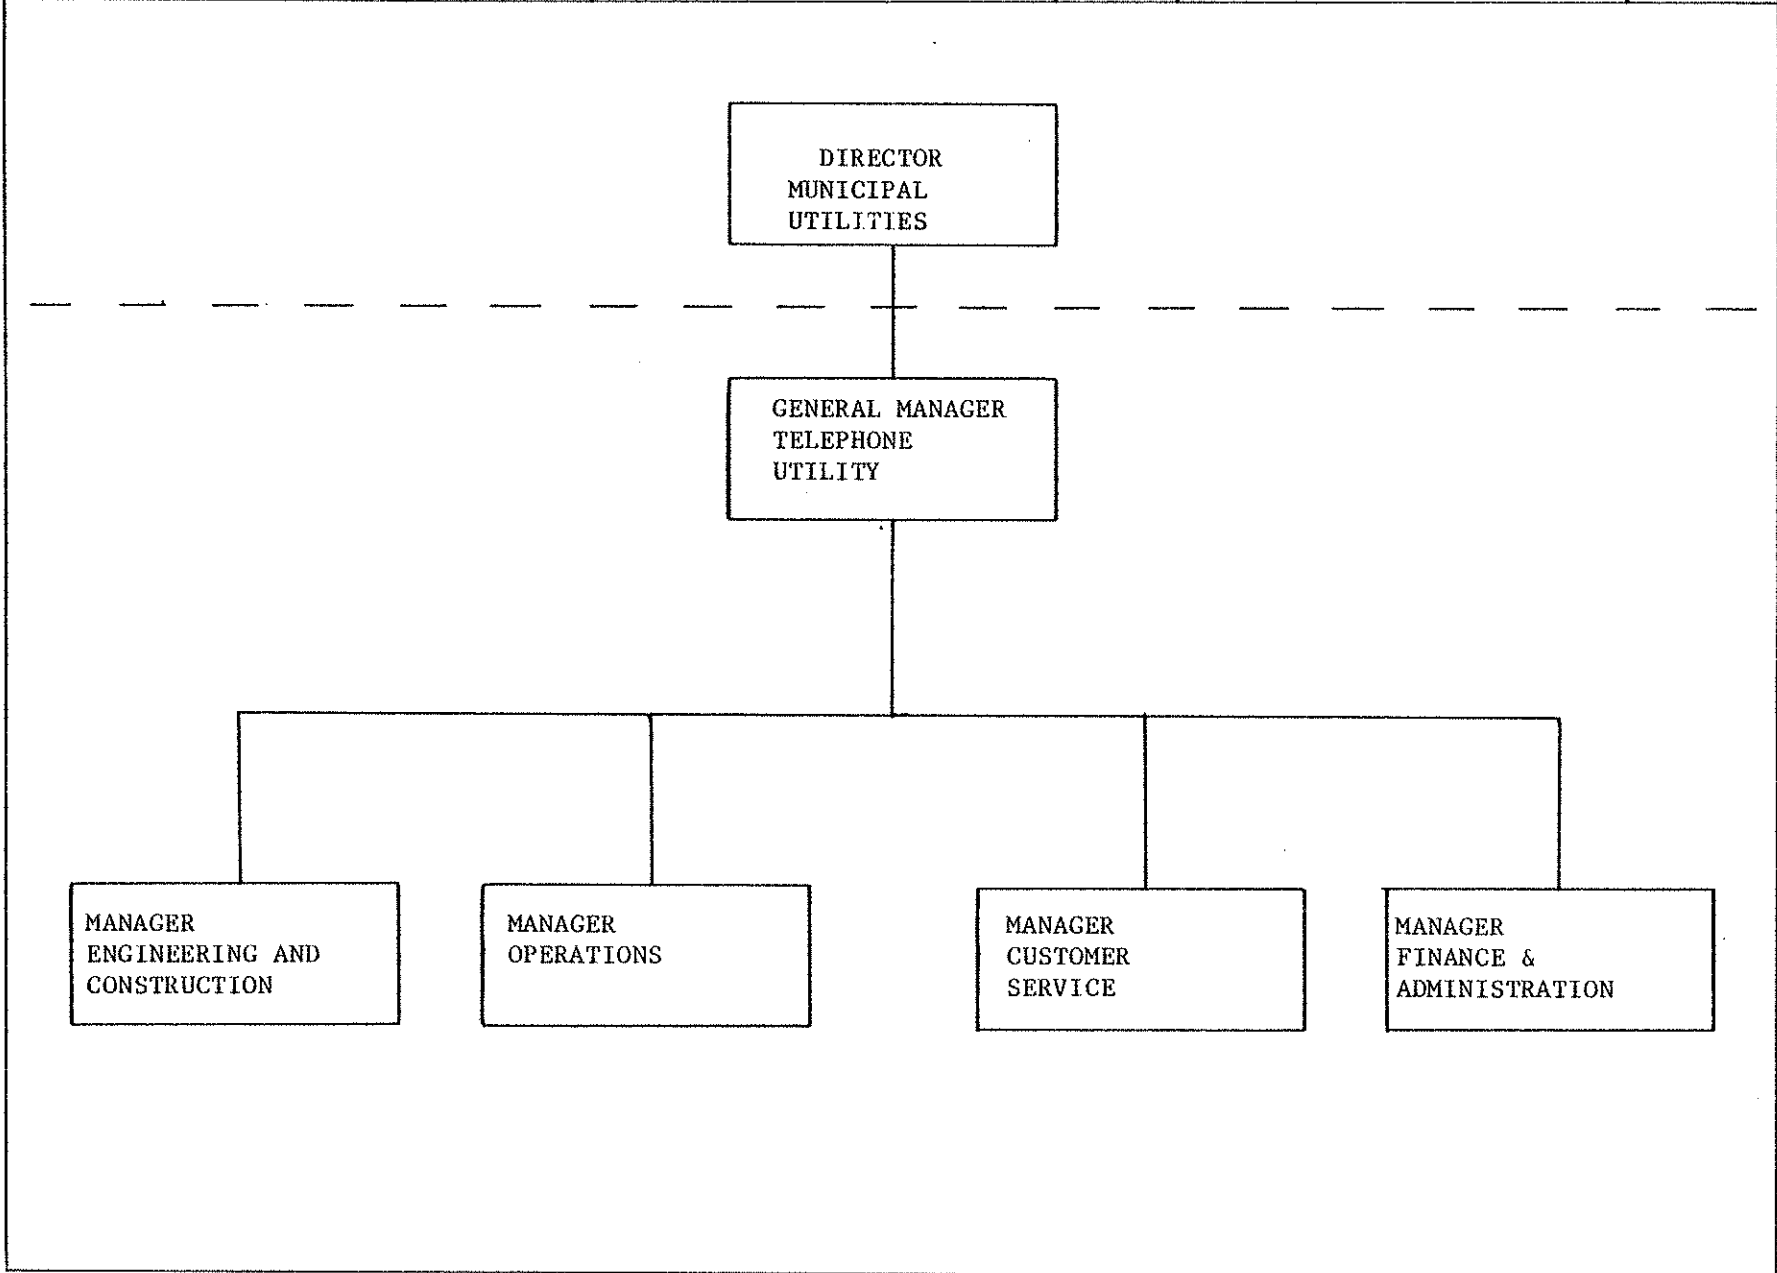 DIRECTOR
MUNICIPAL
UTILITIES
GENERAL MANAGER
TELEPHONE
UTILITY
MANAGER
ENGINEERING AND
CONSTRUCTION
MANAGER
OPERATIONS
MANAGER
CUSTOMER
SERVICE
MANAGER
FINANCE &
ADMINISTRATION